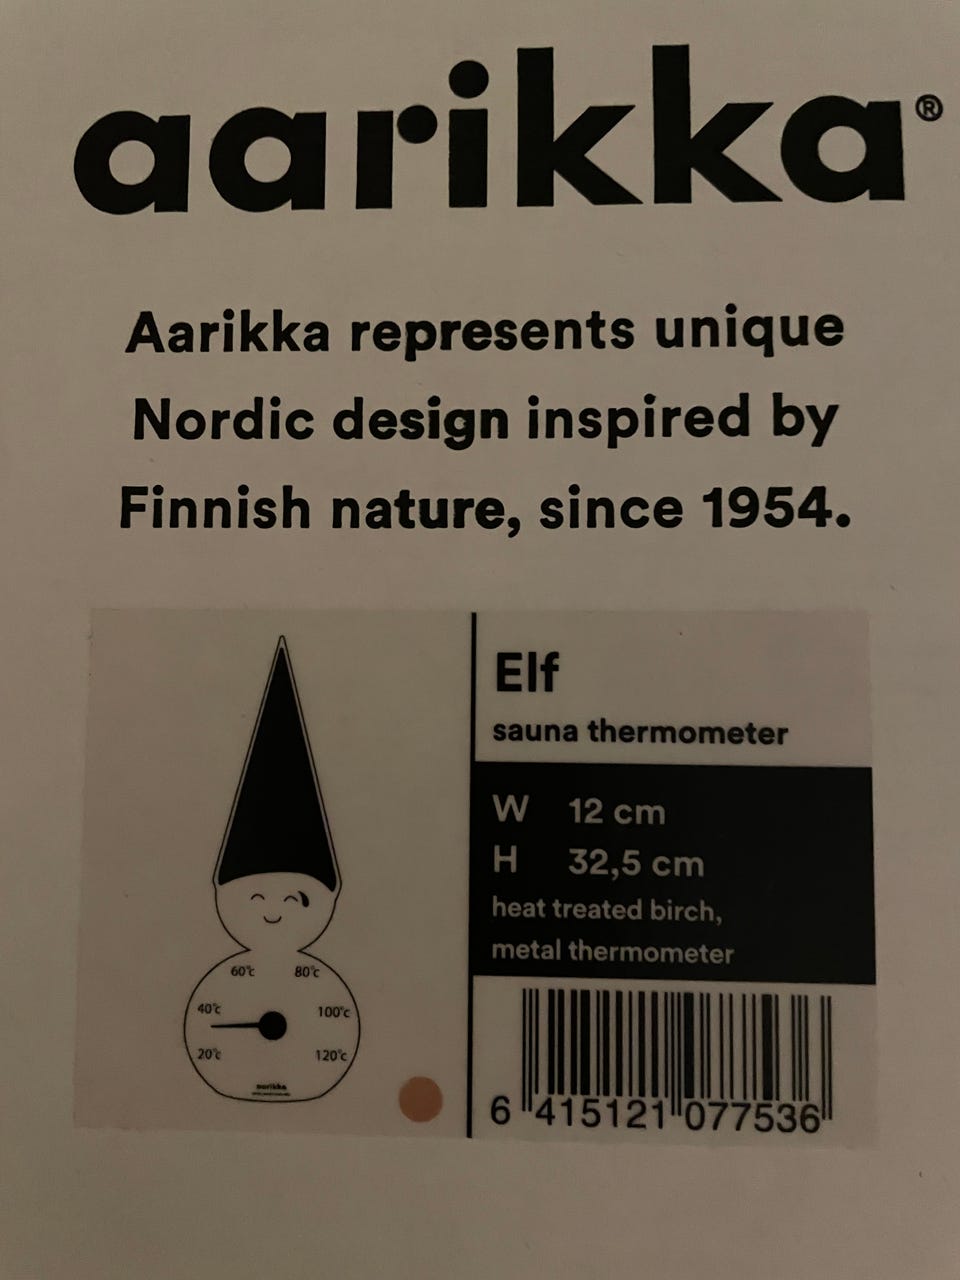 aarikka®
Aarikka represents unique
Nordic design inspired by
Finnish nature, since 1954.
Elf
sauna thermometer
W 12 cm
H 32,5 cm
heat treated birch,
metal thermometer
60°c 80°c
40°c 100°c
20°c 120°c
aarikka
6 415121 077536